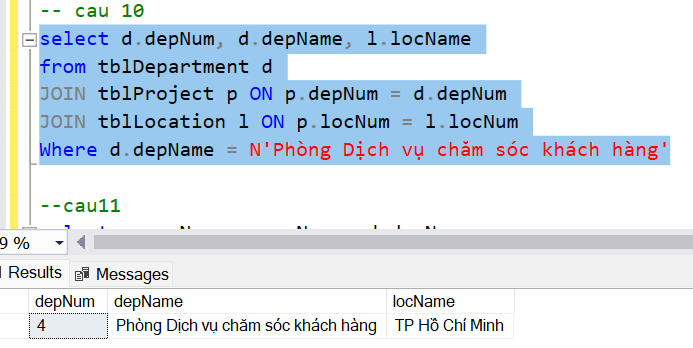 -- cau 10
select d.depNum, d.depName, l.locName
from tblDepartment d
JOIN tblProject p ON p.depNum = d.depNum
JOIN tblLocation l ON p.locNum = l.locNum
Where d.depName = N'Phòng Dịch vụ chăm sóc khách hàng'
--cau11
9 %
Results Messages
depNum depName locName
4 Phòng Dịch vụ chăm sóc khách hàng TP Hồ Chí Minh